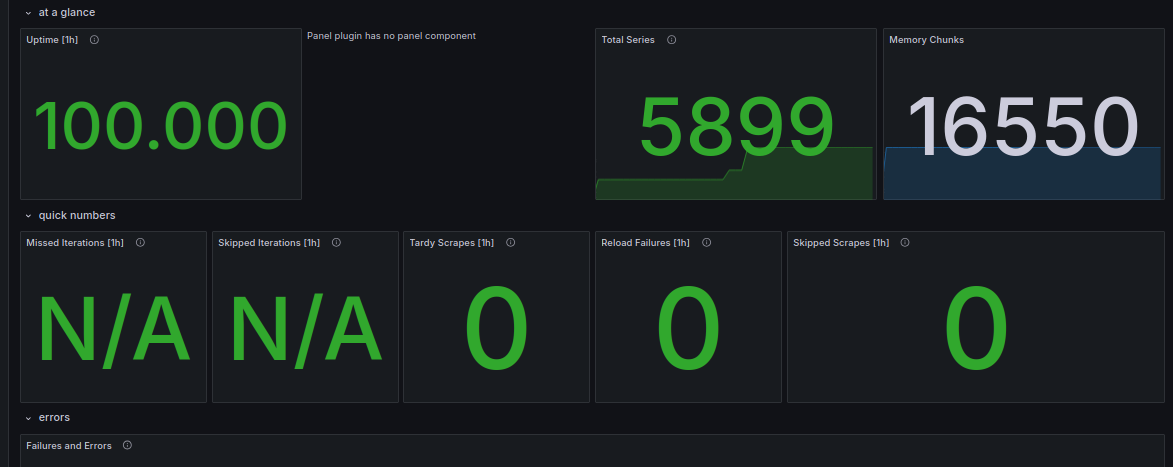 at a glance
Uptime [1h]
Panel plugin has no panel component
Total Series
Memory Chunks
100.000
5899
16550
quick numbers
Missed Iterations [1h]
Skipped Iterations [1h]
Tardy Scrapes [1h]
Reload Failures [1h]
Skipped Scrapes [1h]
N/A
N/A
0
0
0
errors
Failures and Errors